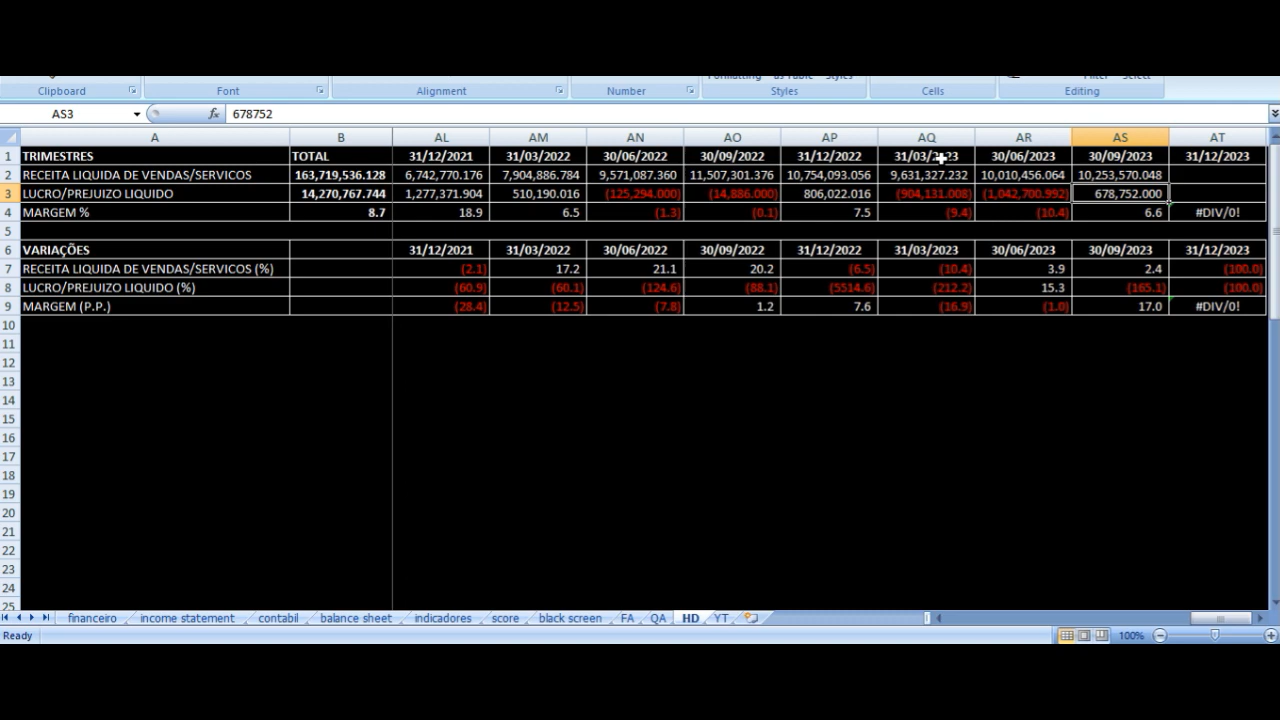 Clipboard Font Alignment Number Styles Cells Editing
AS3 fx 678752
A B AL AM AN AO AP AQ AR AS AT
1 TRIMESTRES TOTAL 31/12/2021 31/03/2022 30/06/2022 30/09/2022 31/12/2022 31/03/2023 30/06/2023 30/09/2023 31/12/2023
2 RECEITA LIQUIDA DE VENDAS/SERVICOS 163,719,536.128 6,742,770.176 7,904,886.784 9,571,087.360 11,507,301.376 10,754,093.056 9,631,327.232 10,010,456.064 10,253,570.048
3 LUCRO/PREJUIZO LIQUIDO 14,270,767.744 1,277,371.904 510,190.016 (125,294.000) (14,886.000) 806,022.016 (904,131.008) (1,042,700.992) 678,752.000
4 MARGEM % 8.7 18.9 6.5 (1.3) (0.1) 7.5 (9.4) (10.4) 6.6 #DIV/0!
5
6 VARIAÇÕES 31/12/2021 31/03/2022 30/06/2022 30/09/2022 31/12/2022 31/03/2023 30/06/2023 30/09/2023 31/12/2023
7 RECEITA LIQUIDA DE VENDAS/SERVICOS (%) (2.1) 17.2 21.1 20.2 (6.5) (10.4) 3.9 2.4 (100.0)
8 LUCRO/PREJUIZO LIQUIDO (%) (60.9) (60.1) (124.6) (88.1) (5514.6) (212.2) 15.3 (165.1) (100.0)
9 MARGEM (P.P.) (28.4) (12.5) (7.8) 1.2 7.6 (16.9) (1.0) 17.0 #DIV/0!
10
11
12
13
14
15
16
17
18
19
20
21
22
23
24
25
financeiro income statement contabil balance sheet indicadores score black screen FA QA HD YT
Ready 100%